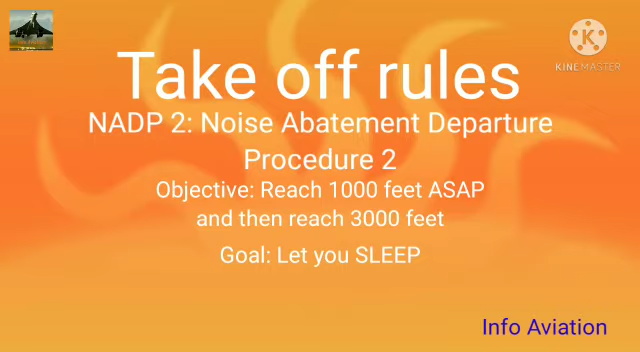 Take off rules
NADP 2: Noise Abatement Departure
Procedure 2
Objective: Reach 1000 feet ASAP
and then reach 3000 feet
Goal: Let you SLEEP
Info Aviation
K
KINEMASTER